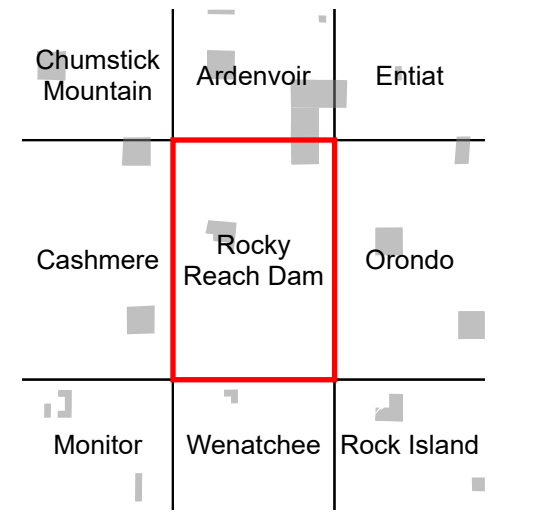 Chumstick
Mountain
Ardenvoir
Entiat
Cashmere
Rocky
Reach Dam
Orondo
Monitor
Wenatchee
Rock Island